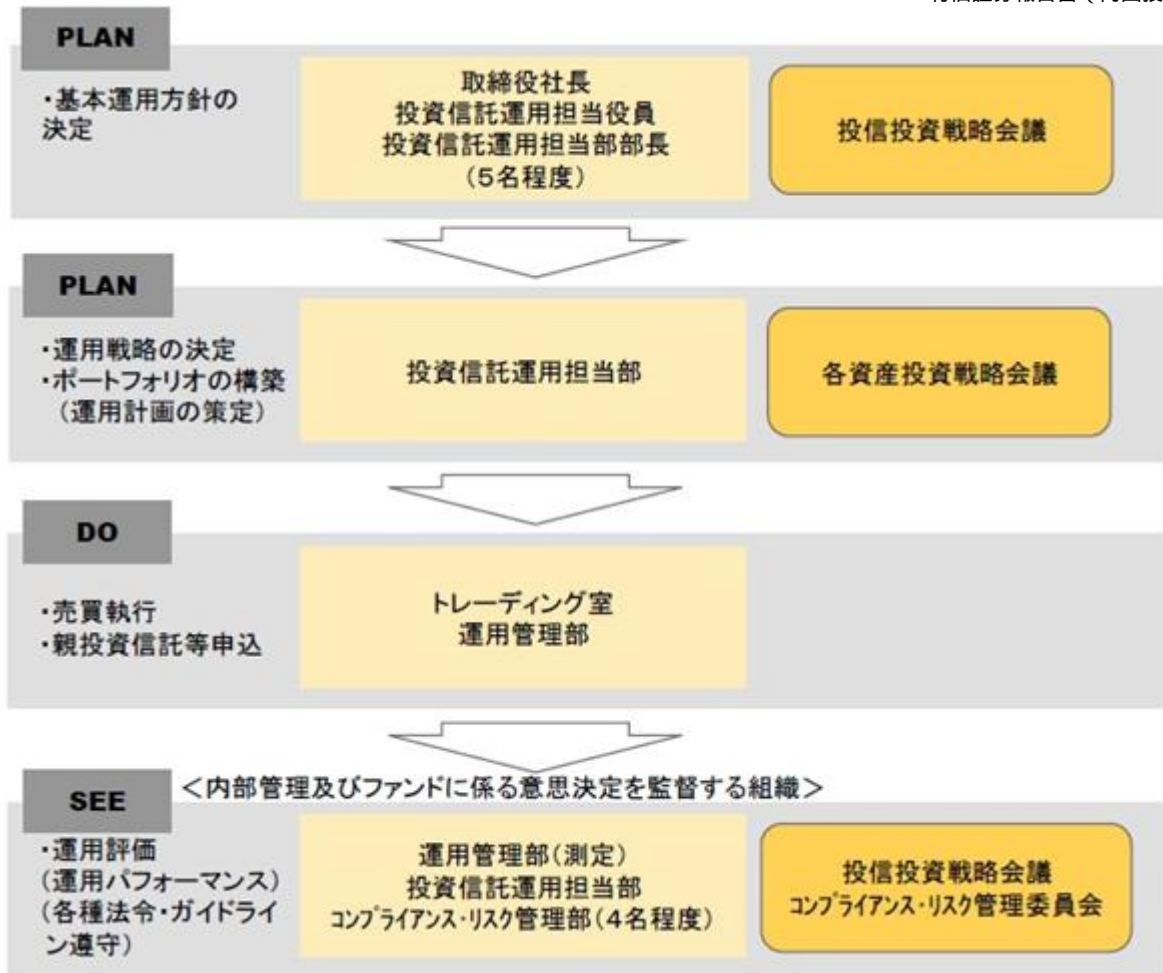 PLAN
・基本運用方針の
決定
取締役社長
投資信託運用担当役員
投資信託運用担当部部長
(5名程度)
投信投資戦略会議
PLAN
・運用戦略の決定
・ポートフォリオの構築
(運用計画の策定)
投資信託運用担当部
各資産投資戦略会議
DO
・売買執行
・親投資信託等申込
トレーディング室
運用管理部
SEE
＜内部管理及びファンドに係る意思決定を監督する組織＞
・運用評価
(運用パフォーマンス)
(各種法令・ガイドライ
ン遵守)
運用管理部(測定)
投資信託運用担当部
コンプライアンス・リスク管理部(4名程度)
投信投資戦略会議
コンプライアンス・リスク管理委員会